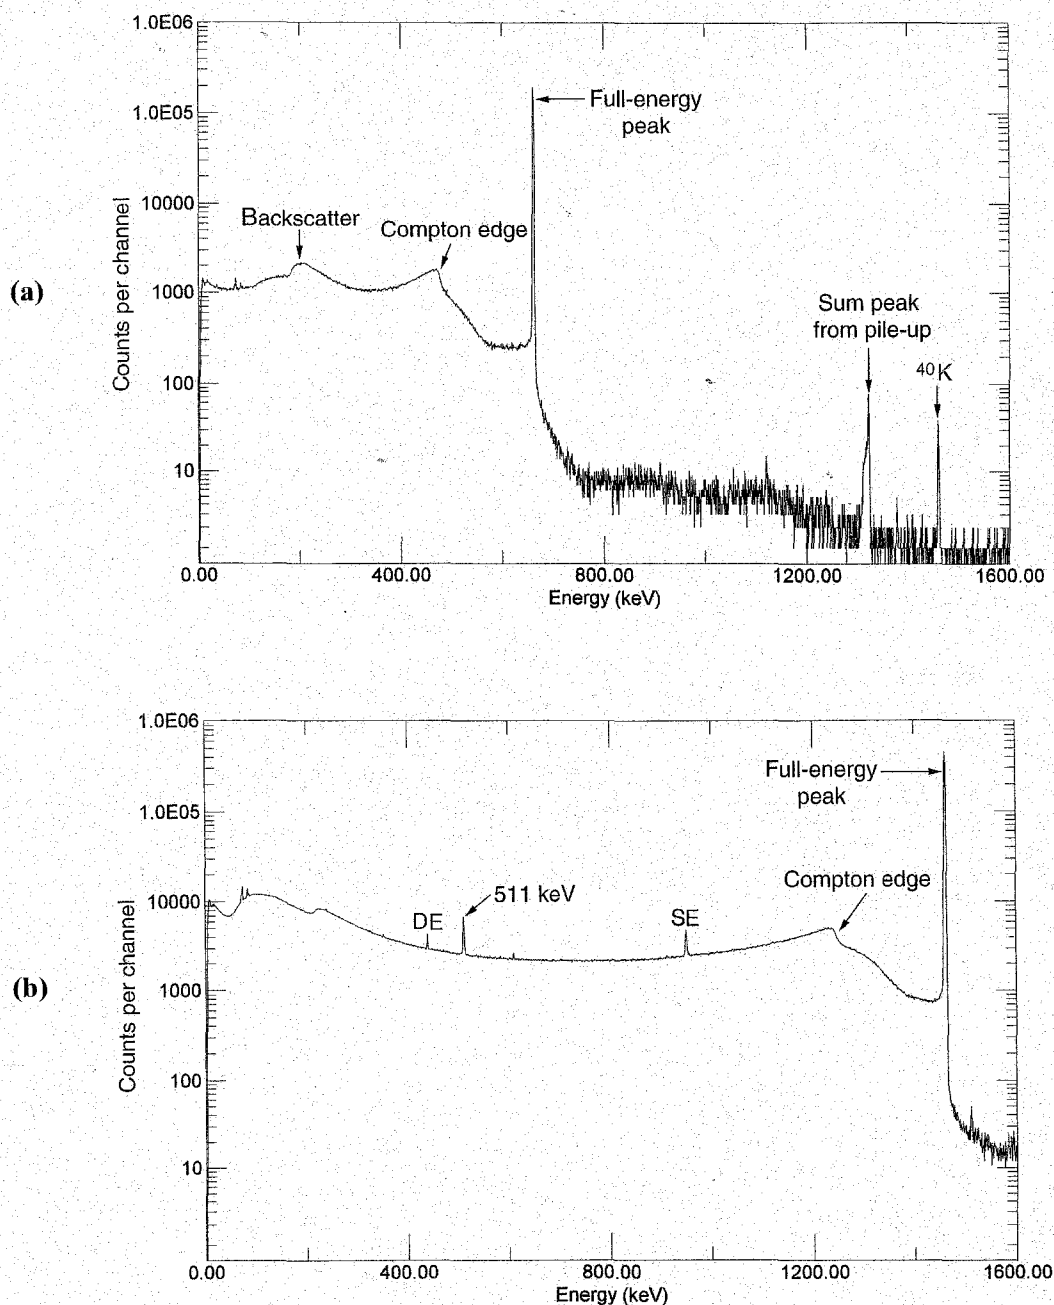 (a)
Counts per channel
1.0E06
1.0E05
10000
1000
100
10
Backscatter
Compton edge
Full-energy
peak
Sum peak
from pile-up
40K
0.00
400.00
800.00
1200.00
1600.00
Energy (keV)
(b)
Counts per channel
1.0E06
1.0E05
10000
1000
100
10
DE
511 keV
SE
Full-energy
peak
Compton edge
0.00
400.00
800.00
1200.00
1600.00
Energy (keV)